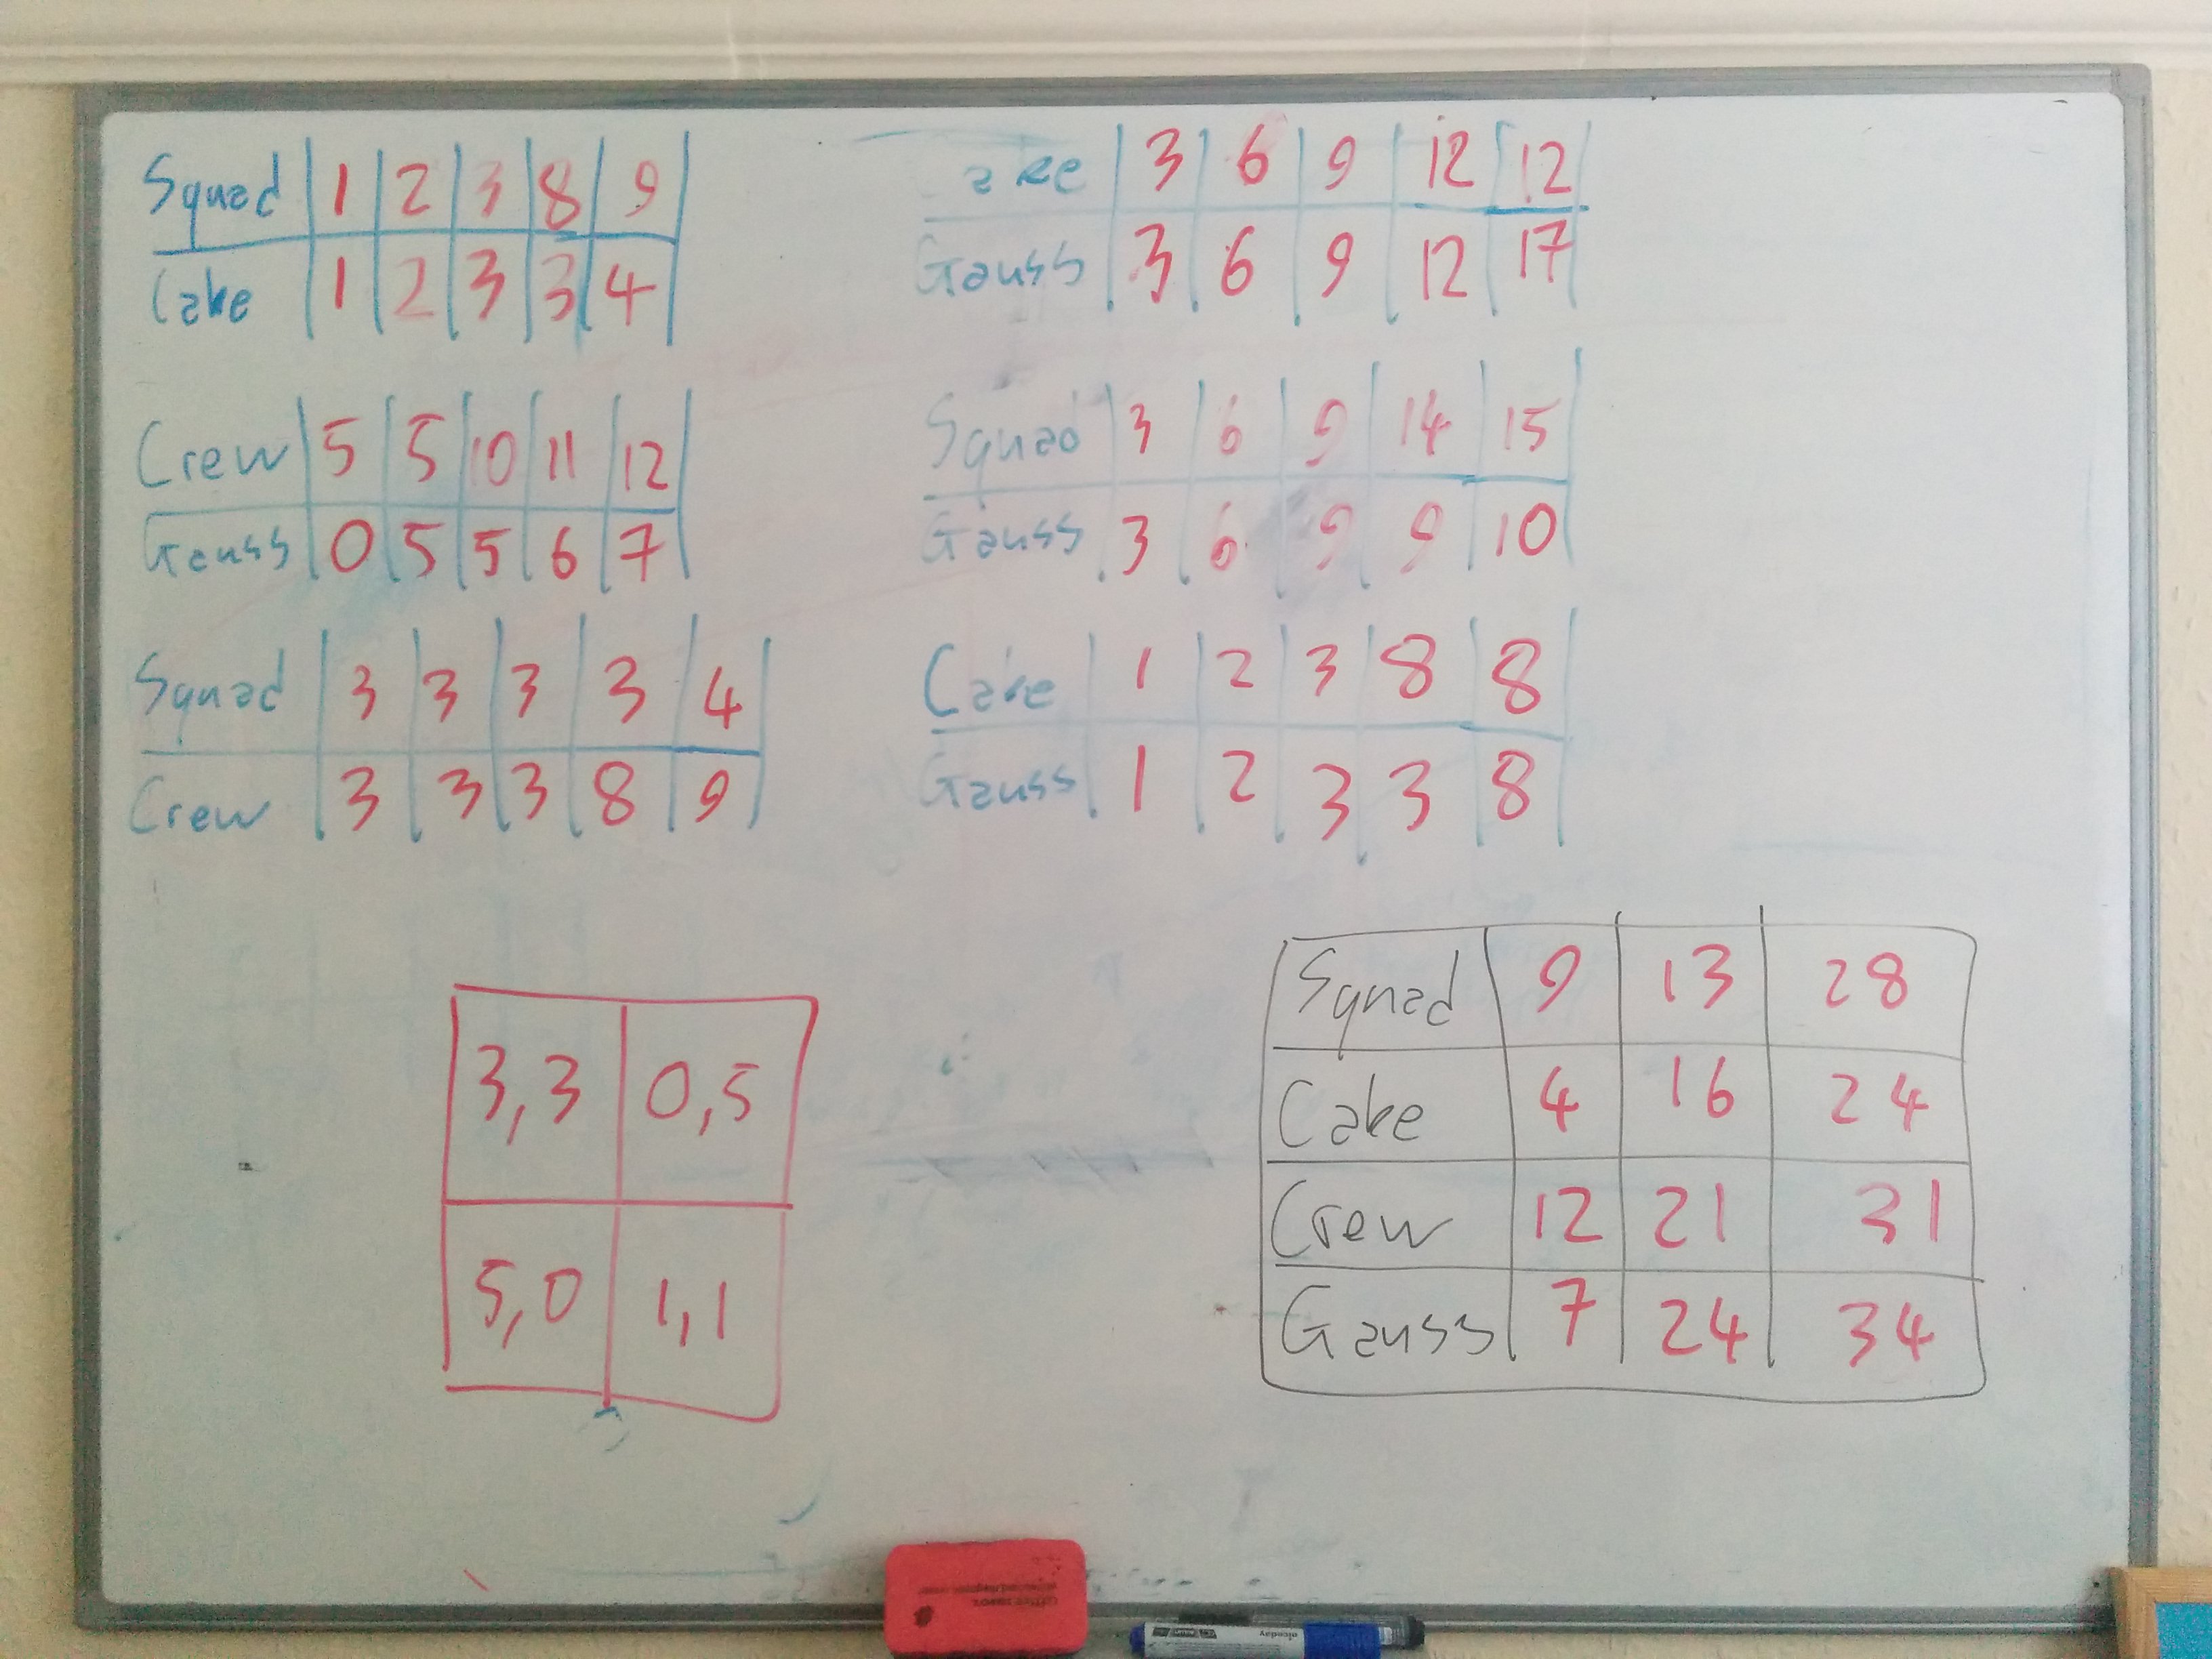 Squad 1 2 3 8 9
Cake 1 2 3 3 4
Crew 5 5 10 11 12
Gauss 0 5 5 6 7
Squad 3 3 3 3 4
Crew 3 3 3 8 9
ake 3 6 9 12 12
Gauss 3 6 9 12 17
Squad 3 6 9 14 15
Gauss 3 6 9 9 10
Cake 1 2 3 8 8
Gauss 1 2 3 3 8
3,3 0,5
5,0 1,1
Squad 9 13 28
Cake 4 16 24
Crew 12 21 31
Gauss 7 24 34